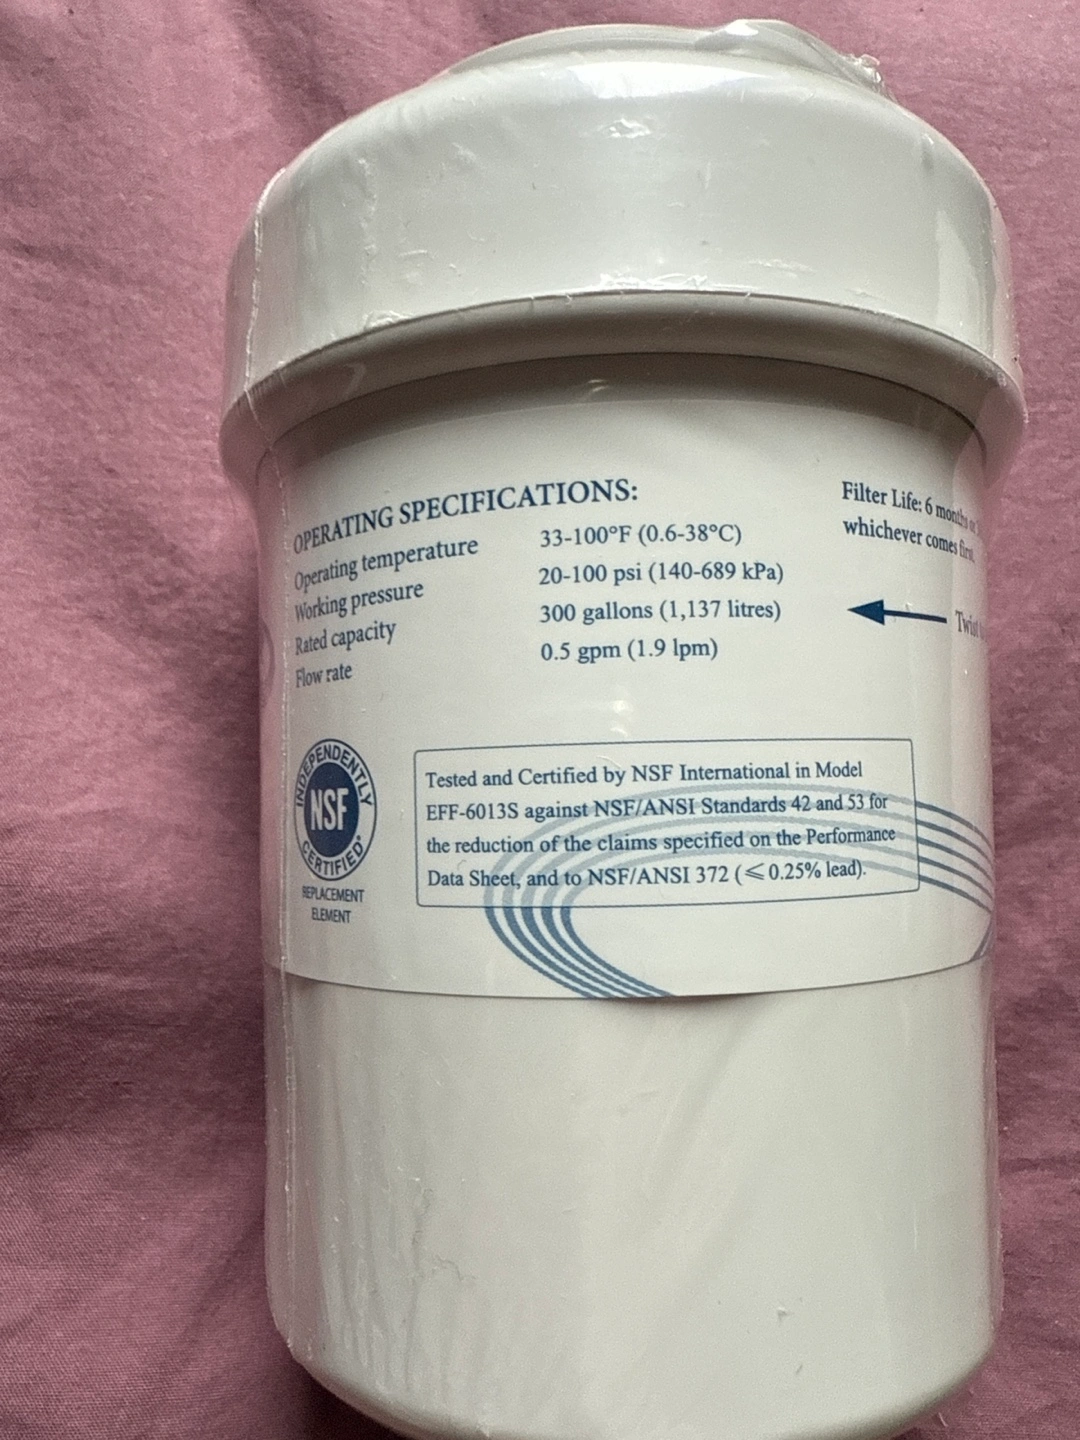 OPERATING SPECIFICATIONS:
Operating temperature 33-100°F (0.6-38°C)
Working pressure 20-100 psi (140-689 kPa)
Rated capacity 300 gallons (1,137 litres)
Flow rate 0.5 gpm (1.9 lpm)
Filter Life: 6 months or
whichever comes first.
Twist
INDEPENDENTLY
NSF
CERTIFIED
REPLACEMENT
ELEMENT
Tested and Certified by NSF International in Model
EFF-6013S against NSF/ANSI Standards 42 and 53 for
the reduction of the claims specified on the Performance
Data Sheet, and to NSF/ANSI 372 (⩽0.25% lead).